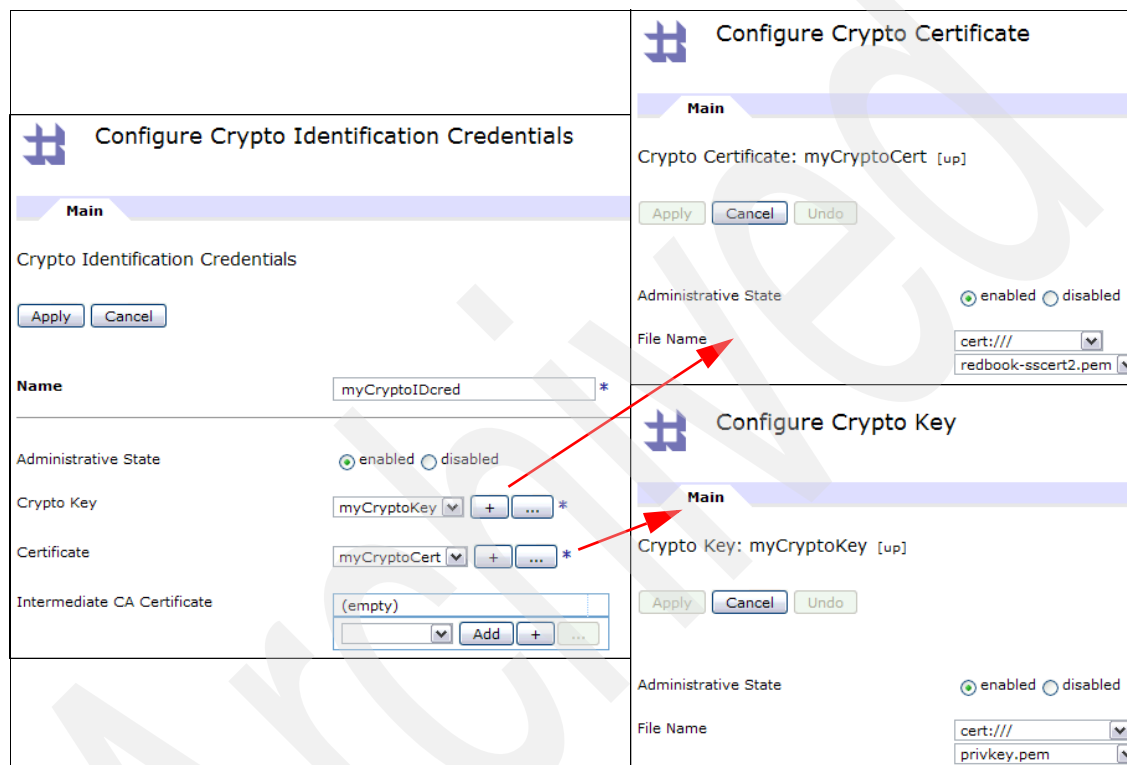 Configure Crypto Identification Credentials
Main
Crypto Identification Credentials
Apply Cancel
Name myCryptoIDcred *
Administrative State enabled disabled
Crypto Key myCryptoKey + ... *
Certificate myCryptoCert + ... *
Intermediate CA Certificate (empty)
Add + ...
Configure Crypto Certificate
Main
Crypto Certificate: myCryptoCert [up]
Apply Cancel Undo
Administrative State enabled disabled
File Name cert:///
redbook-sscert2.pem
Configure Crypto Key
Main
Crypto Key: myCryptoKey [up]
Apply Cancel Undo
Administrative State enabled disabled
File Name cert:///
privkey.pem
Archived